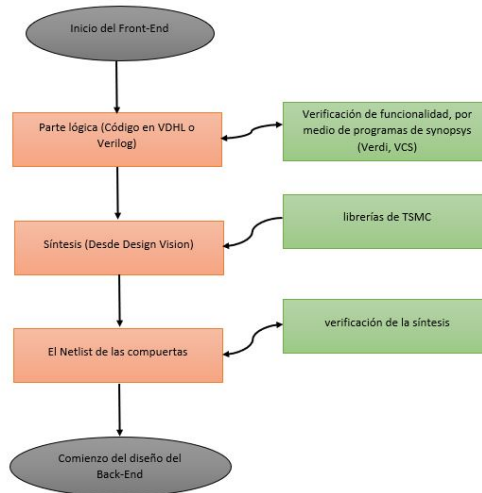 Inicio del Front-End
Parte lógica (Código en VDHL o
Verilog)
Verificación de funcionalidad, por
medio de programas de synopsys
(Verdi, VCS)
Síntesis (Desde Design Vision)
librerías de TSMC
El Netlist de las compuertas
verificación de la síntesis
Comienzo del diseño del
Back-End